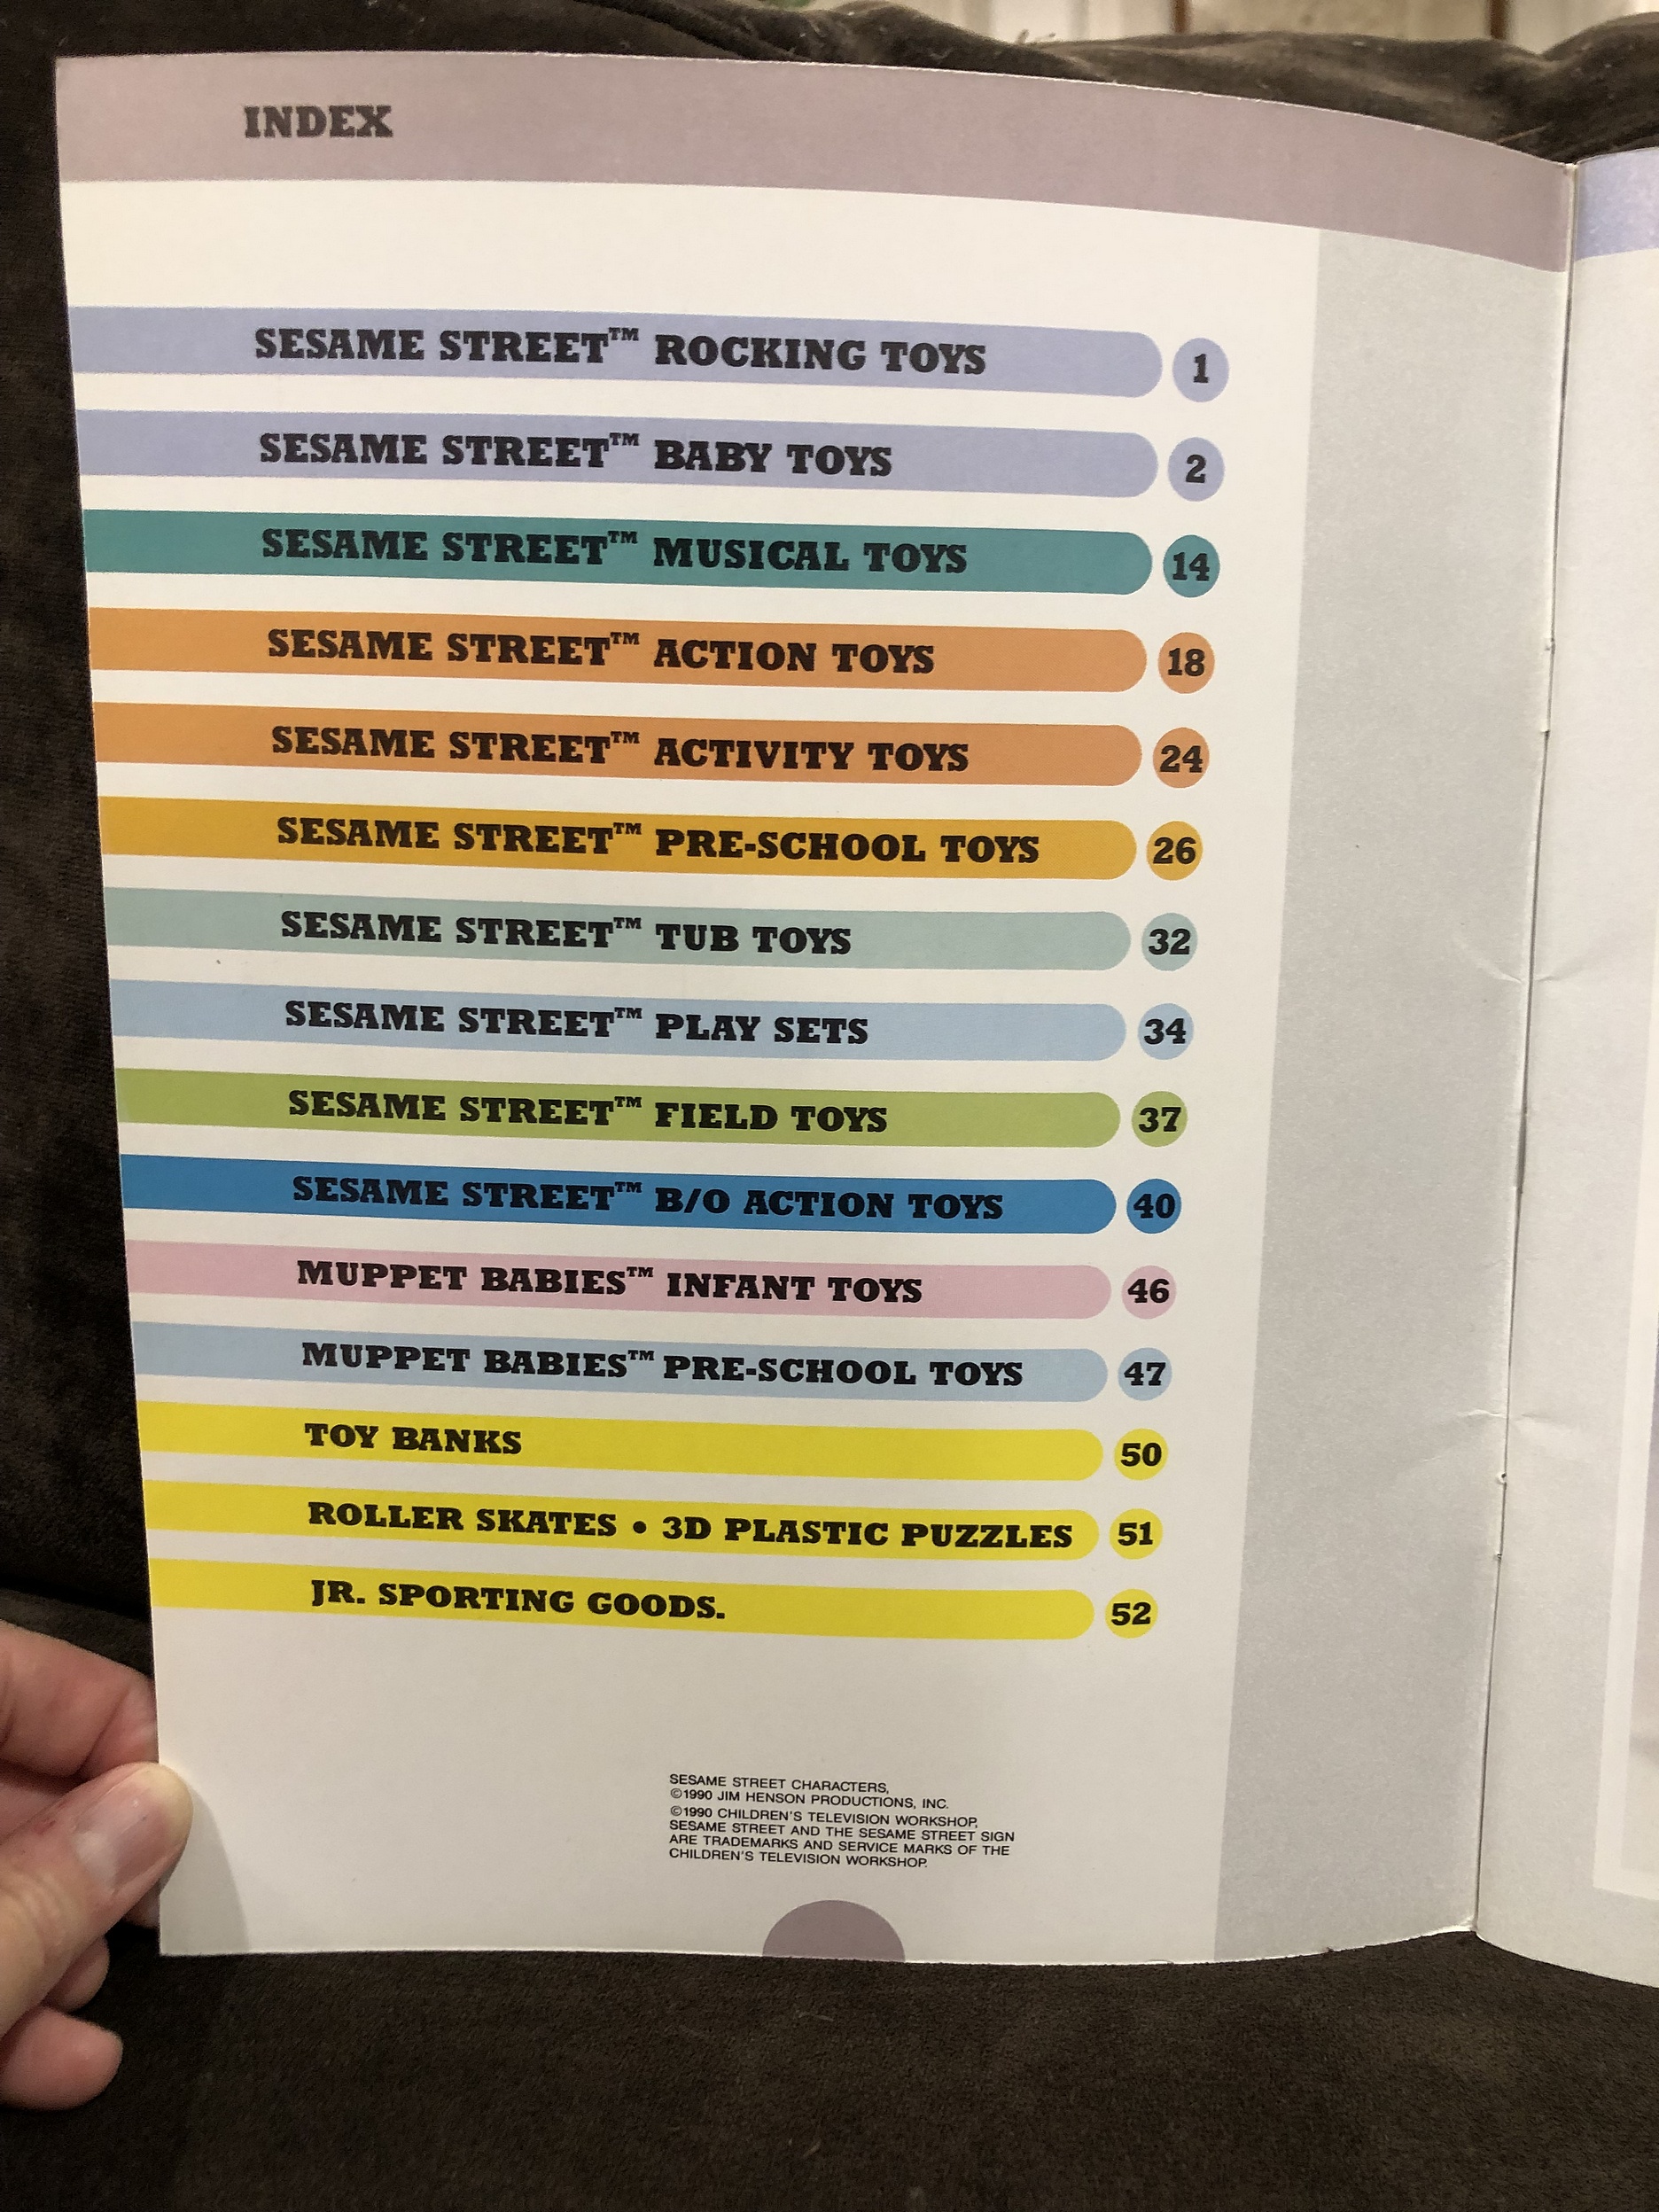 INDEX
SESAME STREET™ ROCKING TOYS 1
SESAME STREET™ BABY TOYS 2
SESAME STREET™ MUSICAL TOYS 14
SESAME STREET™ ACTION TOYS 18
SESAME STREET™ ACTIVITY TOYS 24
SESAME STREET™ PRE-SCHOOL TOYS 26
SESAME STREET™ TUB TOYS 32
SESAME STREET™ PLAY SETS 34
SESAME STREET™ FIELD TOYS 37
SESAME STREET™ B/O ACTION TOYS 40
MUPPET BABIES™ INFANT TOYS 46
MUPPET BABIES™ PRE-SCHOOL TOYS 47
TOY BANKS 50
ROLLER SKATES • 3D PLASTIC PUZZLES 51
JR. SPORTING GOODS. 52
SESAME STREET CHARACTERS,
©1990 JIM HENSON PRODUCTIONS, INC.
©1990 CHILDREN'S TELEVISION WORKSHOP,
SESAME STREET AND THE SESAME STREET SIGN
ARE TRADEMARKS AND SERVICE MARKS OF THE
CHILDREN'S TELEVISION WORKSHOP.